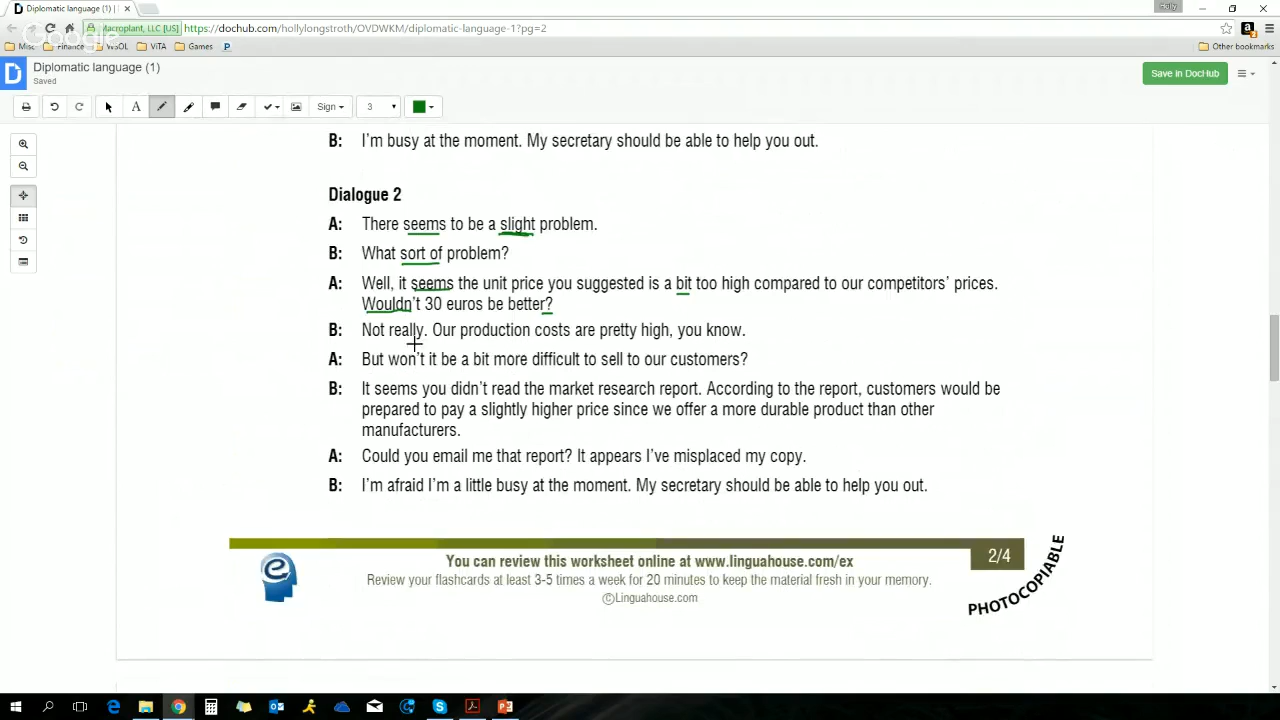 Diplomatic language (1)
Holly
Macroplant, LLC [US]
https://dochub.com/hollylongstroth/OVDWKM/diplomatic-language-1?pg=2
Google
Misc
Finance
WSOL
VITA
Games
Other bookmarks
Diplomatic language (1)
Saved
Save in DocHub
A
Sign
3
B: I'm busy at the moment. My secretary should be able to help you out.
Dialogue 2
A: There seems to be a slight problem.
B: What sort of problem?
A: Well, it seems the unit price you suggested is a bit too high compared to our competitors' prices.
Wouldn't 30 euros be better?
B: Not really. Our production costs are pretty high, you know.
A: But won't it be a bit more difficult to sell to our customers?
B: It seems you didn't read the market research report. According to the report, customers would be
prepared to pay a slightly higher price since we offer a more durable product than other
manufacturers.
A: Could you email me that report? It appears I've misplaced my copy.
B: I'm afraid I'm a little busy at the moment. My secretary should be able to help you out.
You can review this worksheet online at www.linguahouse.com/ex
Review your flashcards at least 3-5 times a week for 20 minutes to keep the material fresh in your memory.
©Linguahouse.com
2/4
PHOTOCOPIABLE